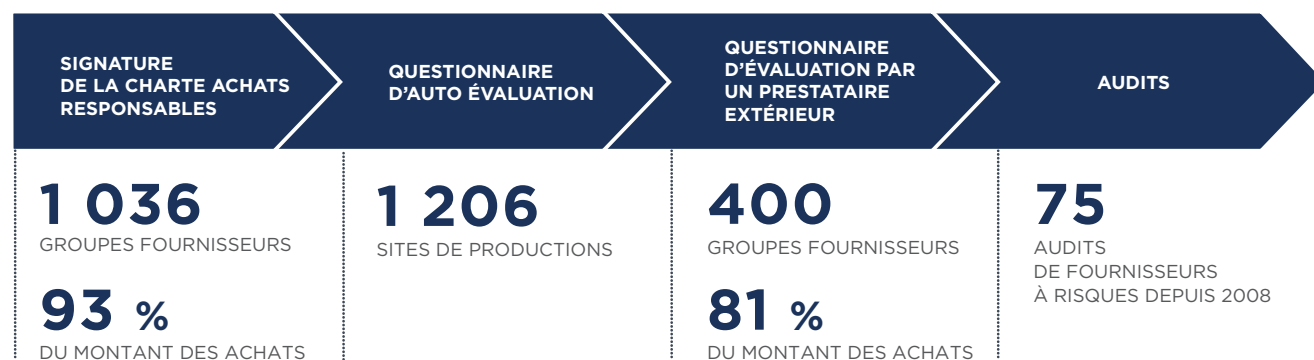 SIGNATURE
DE LA CHARTE ACHATS
RESPONSABLES
QUESTIONNAIRE
D'AUTO ÉVALUATION
QUESTIONNAIRE
D'ÉVALUATION PAR
UN PRESTATAIRE
EXTÉRIEUR
AUDITS
1 036
GROUPES FOURNISSEURS
93 %
DU MONTANT DES ACHATS
1 206
SITES DE PRODUCTIONS
400
GROUPES FOURNISSEURS
81 %
DU MONTANT DES ACHATS
75
AUDITS
DE FOURNISSEURS
À RISQUES DEPUIS 2008